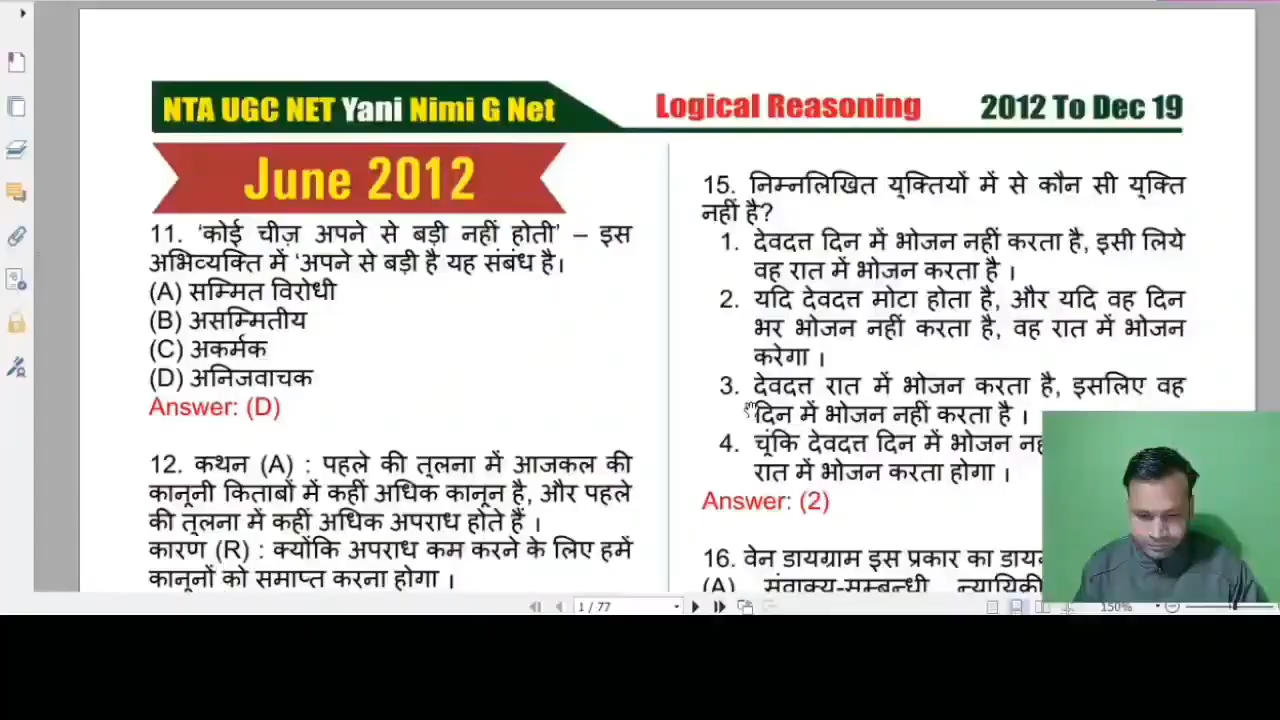 NTA UGC NET Yani Nimi G Net
Logical Reasoning
2012 To Dec 19
June 2012
11. ‘कोई चीज़ अपने से बड़ी नहीं होती’ – इस
अभिव्यक्ति में ‘अपने से बड़ी है यह संबंध है।
(A) सम्मित विरोधी
(B) असम्मितीय
(C) अकर्मक
(D) अनिजवाचक
Answer: (D)
12. कथन (A) : पहले की तुलना में आजकल की
कानूनी किताबों में कहीं अधिक कानून है, और पहले
की तुलना में कहीं अधिक अपराध होते हैं ।
कारण (R) : क्योंकि अपराध कम करने के लिए हमें
कानूनों को समाप्त करना होगा ।
15. निम्नलिखित युक्तियों में से कौन सी युक्ति
नहीं है?
1. देवदत्त दिन में भोजन नहीं करता है, इसी लिये
वह रात में भोजन करता है ।
2. यदि देवदत्त मोटा होता है, और यदि वह दिन
भर भोजन नहीं करता है, वह रात में भोजन
करेगा ।
3. देवदत्त रात में भोजन करता है, इसलिए वह
दिन में भोजन नहीं करता है ।
4. चूंकि देवदत्त दिन में भोजन
रात में भोजन करता होगा ।
Answer: (2)
16. वेन डायग्राम इस प्रकार का
(A) संवाक्य-सम्बन्धी न्यायिकी
1 / 77
150%